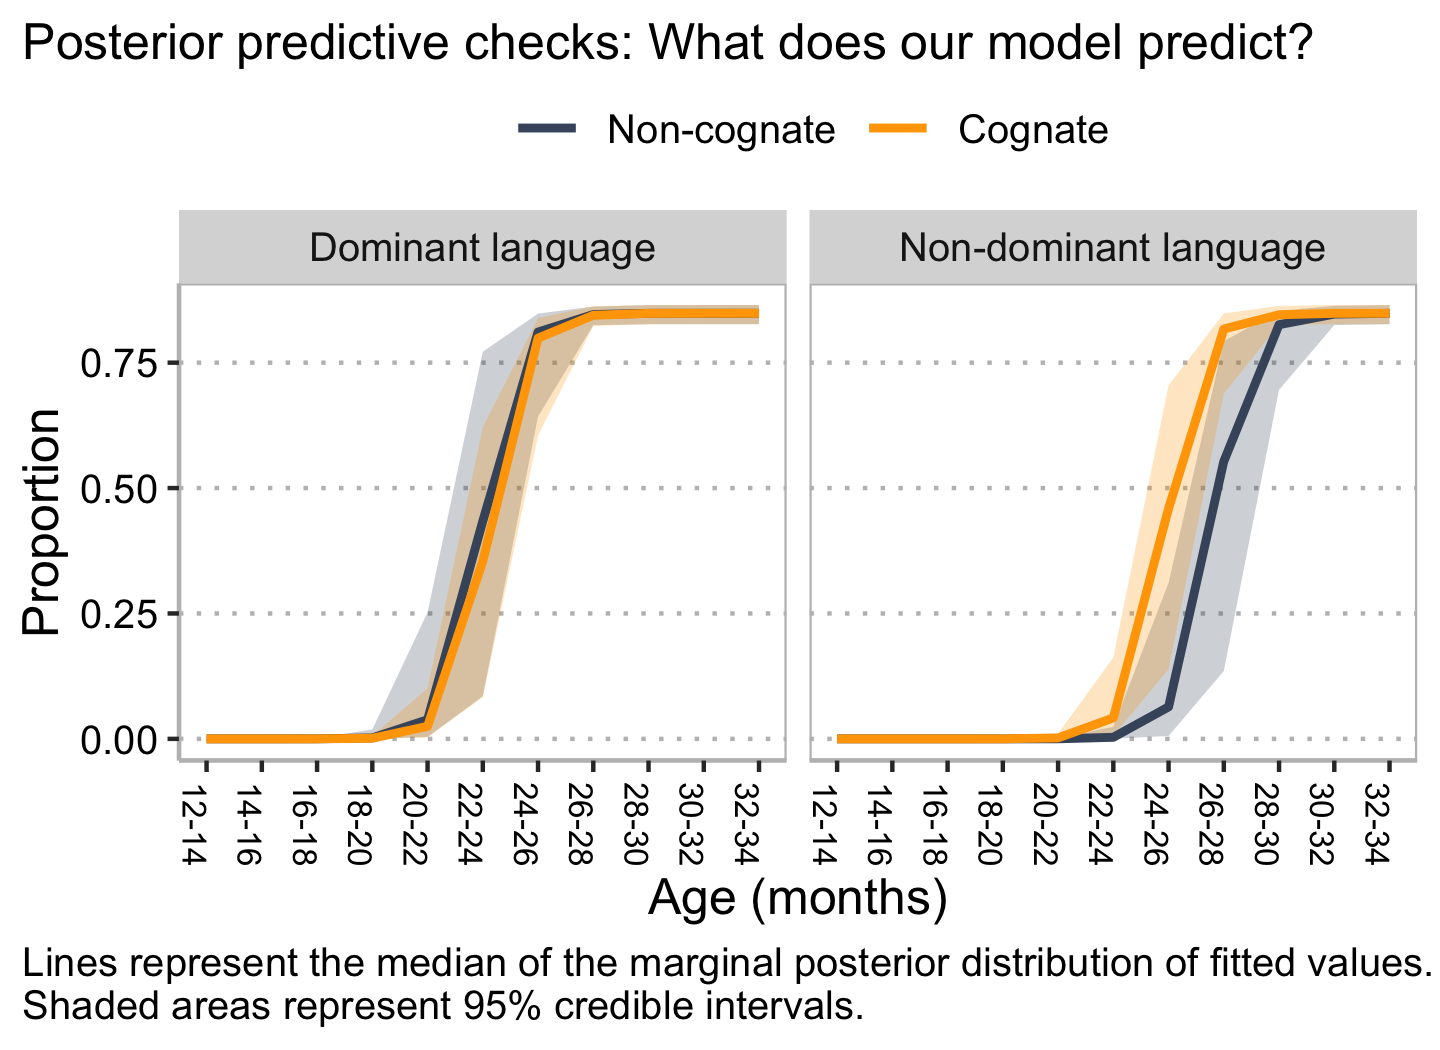 Posterior predictive checks: What does our model predict?
Non-cognate Cognate
Dominant language
Non-dominant language
Proportion
0.75
0.50
0.25
0.00
12-14 14-16 16-18 18-20 20-22 22-24 24-26 26-28 28-30 30-32 32-34
12-14 14-16 16-18 18-20 20-22 22-24 24-26 26-28 28-30 30-32 32-34
Age (months)
Lines represent the median of the marginal posterior distribution of fitted values.
Shaded areas represent 95% credible intervals.